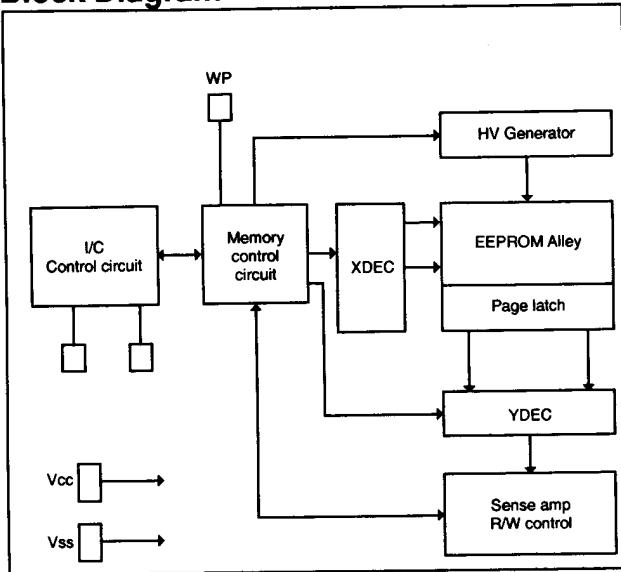 Block Diagram
WP
HV Generator
I/C
Control circuit
Memory
control
circuit
XDEC
EEPROM Alley
Page latch
YDEC
Vcc
Sense amp
R/W control
Vss